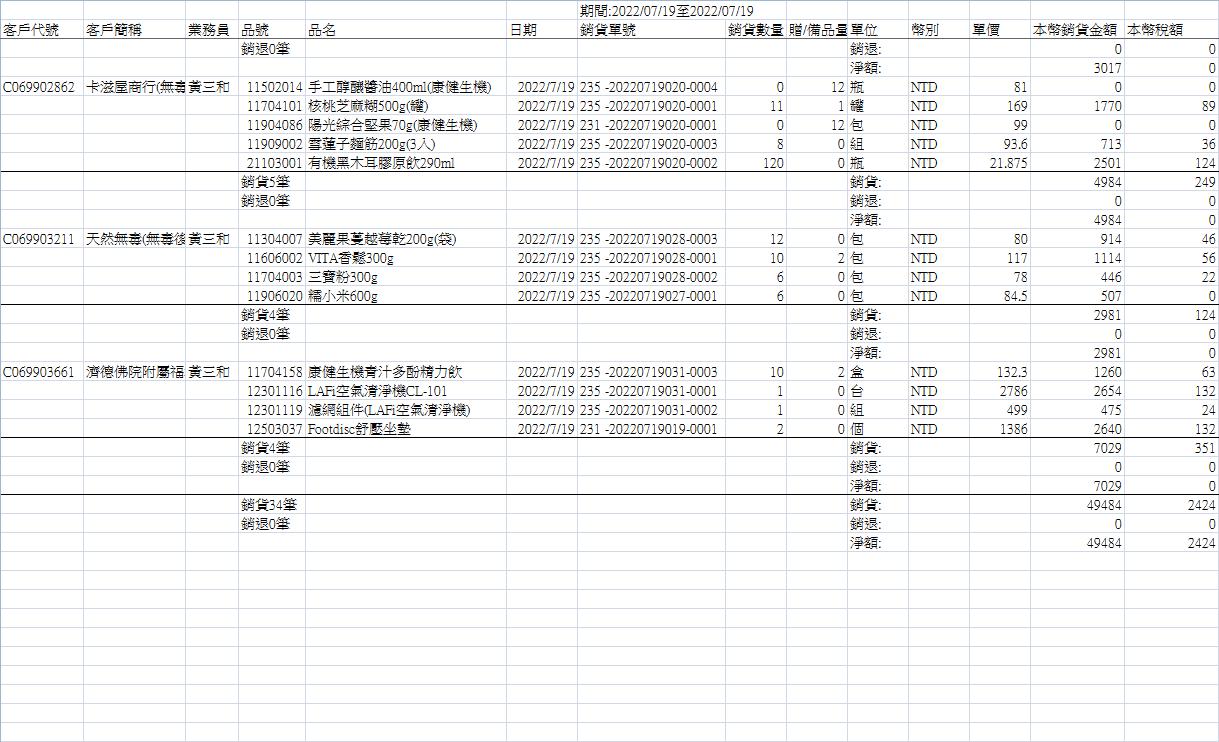 期間:2022/07/19至2022/07/19
客戶代號 客戶簡稱 業務員 品號 品名 日期 銷貨單號 銷貨數量 贈/備品量 單位 幣別 單價 本幣銷貨金額 本幣稅額
銷退0筆 銷退: 0 0
淨額: 3017 0
C069902862 卡滋屋商行(無毒 黃三和 11502014 手工醇釀醬油400ml(康健生機) 2022/7/19 235 -20220719020-0004 0 12 瓶 NTD 81 0 0
11704101 核桃芝麻糊500g(罐) 2022/7/19 235 -20220719020-0001 11 1 罐 NTD 169 1770 89
11904086 陽光綜合堅果70g(康健生機) 2022/7/19 231 -20220719020-0001 0 12 包 NTD 99 0 0
11909002 雪蓮子麵筋200g(3入) 2022/7/19 235 -20220719020-0003 8 0 組 NTD 93.6 713 36
21103001 有機黑木耳膠原飲290ml 2022/7/19 235 -20220719020-0002 120 0 瓶 NTD 21.875 2501 124
銷貨5筆 銷貨: 4984 249
銷退0筆 銷退: 0 0
淨額: 4984 0
C069903211 天然無毒(無毒後 黃三和 11304007 美麗果蔓越莓乾200g(袋) 2022/7/19 235 -20220719028-0003 12 0 包 NTD 80 914 46
11606002 VITA香鬆300g 2022/7/19 235 -20220719028-0001 10 2 包 NTD 117 1114 56
11704003 三寶粉300g 2022/7/19 235 -20220719028-0002 6 0 包 NTD 78 446 22
11906020 糯小米600g 2022/7/19 235 -20220719027-0001 6 0 包 NTD 84.5 507 0
銷貨4筆 銷貨: 2981 124
銷退0筆 銷退: 0 0
淨額: 2981 0
C069903661 濟德佛院附屬福 黃三和 11704158 康健生機青汁多酚精力飲 2022/7/19 235 -20220719031-0003 10 2 盒 NTD 132.3 1260 63
12301116 LAFi空氣清淨機CL-101 2022/7/19 235 -20220719031-0001 1 0 台 NTD 2786 2654 132
12301119 濾網組件(LAFi空氣清淨機) 2022/7/19 235 -20220719031-0002 1 0 組 NTD 499 475 24
12503037 Footdisc舒壓坐墊 2022/7/19 231 -20220719019-0001 2 0 個 NTD 1386 2640 132
銷貨4筆 銷貨: 7029 351
銷退0筆 銷退: 0 0
淨額: 7029 0
銷貨34筆 銷貨: 49484 2424
銷退0筆 銷退: 0 0
淨額: 49484 2424